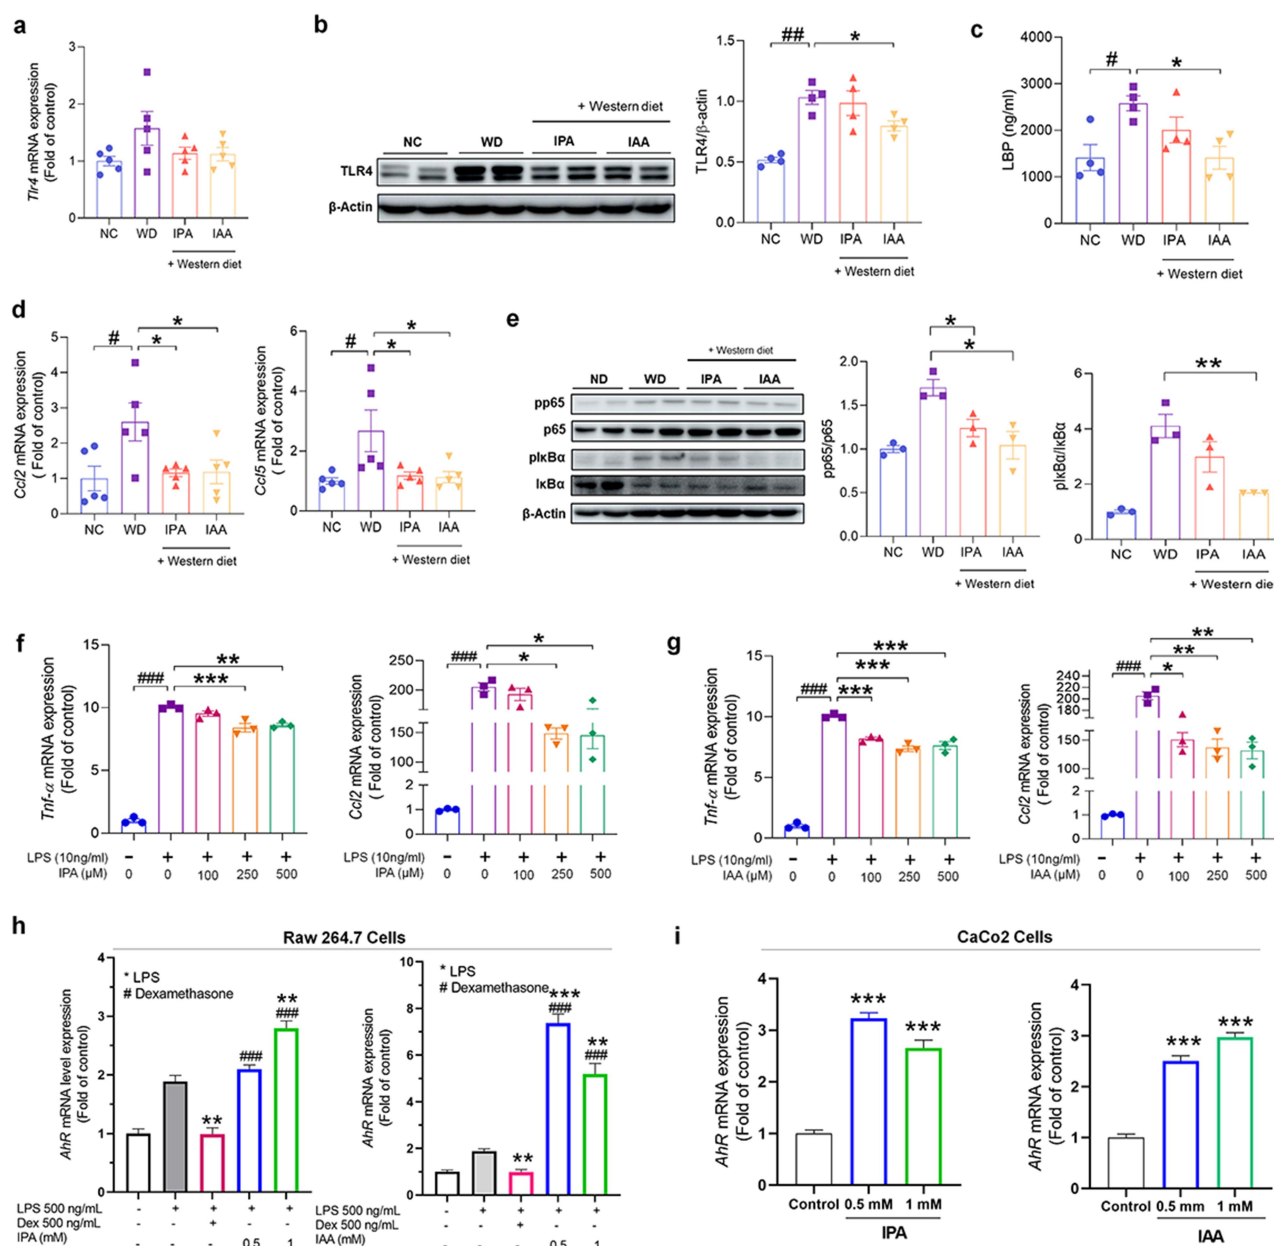 a
Tlr4 mRNA expression
(Fold of control)
3
2
1
0
NC WD IPA IAA
+ Western diet
b
+ Western diet
NC WD IPA IAA
TLR4
β-Actin
TLR4/β-actin
1.5
1.0
0.5
0.0
## *
NC WD IPA IAA
+ Western diet
c
LBP (ng/ml)
4000
3000
2000
1000
0
# *
NC WD IPA IAA
+ Western diet
d
Ccl2 mRNA expression
( Fold of control)
5
4
3
2
1
0
# * *
NC WD IPA IAA
+ Western diet
Ccl5 mRNA expression
( Fold of control)
6
4
2
0
# * *
NC WD IPA IAA
+ Western diet
e
+ Western diet
ND WD IPA IAA
pp65
p65
pIκBα
IκBα
β-Actin
pp65/p65
2.0
1.5
1.0
0.5
0.0
*
*
NC WD IPA IAA
+ Western diet
pIκBα/IκBα
6
4
2
0
**
NC WD IPA IAA
+ Western die
f
Tnf-α mRNA expression
(Fold of control)
15
10
5
0
###
**
***
LPS (10ng/ml) - + + + +
IPA (μM) 0 0 100 250 500
Ccl2 mRNA expression
( Fold of control)
250
200
150
100
2
1
0
###
*
*
LPS (10ng/ml) - + + + +
IPA (μM) 0 0 100 250 500
g
Tnf-α mRNA expression
(Fold of control)
15
10
5
0
###
***
***
***
LPS (10ng/ml) - + + + +
IAA (μM) 0 0 100 250 500
Ccl2 mRNA expression
( Fold of control)
240
220
200
180
150
100
2
1
0
###
**
**
*
LPS (10ng/ml) - + + + +
IAA (μM) 0 0 100 250 500
h
Raw 264.7 Cells
AhR mRNA level expression
(Fold of control)
4
3
2
1
0
* LPS
# Dexamethasone
**
###
**
###
LPS 500 ng/mL - + + + +
Dex 500 ng/mL +
IPA (mM) - - - 0.5 1
AhR mRNA expression
(Fold of control)
10
8
6
4
2
0
* LPS
# Dexamethasone
**
***
###
**
###
LPS 500 ng/mL - + + + +
Dex 500 ng/mL +
IAA (mM) - - - 0.5 1
i
CaCo2 Cells
AhR mRNA expression
(Fold of control)
4
3
2
1
0
***
***
Control 0.5 mM 1 mM
IPA
AhR mRNA expression
(Fold of control)
4
3
2
1
0
***
***
Control 0.5 mm 1 mM
IAA